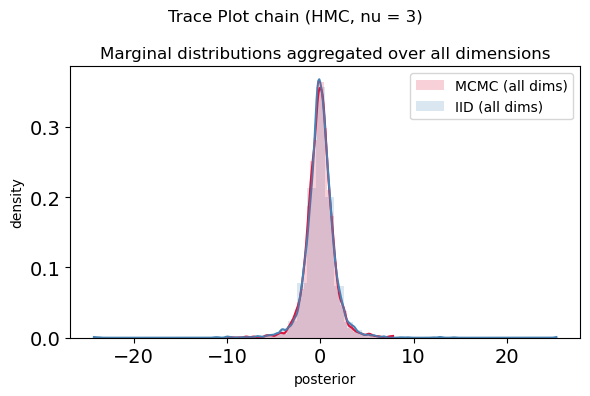 Trace Plot chain (HMC, nu = 3)
Marginal distributions aggregated over all dimensions
MCMC (all dims)
IID (all dims)
density
0.3
0.2
0.1
0.0
−20
−10
0
10
20
posterior